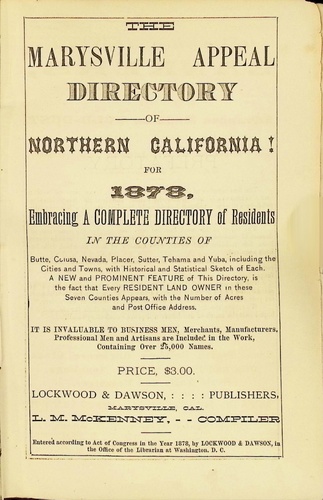 THE
MARYSVILLE APPEAL
DIRECTORY
OF
NORTHERN CALIFORNIA!
FOR
1878,
Embracing A COMPLETE DIRECTORY of Residents
IN THE COUNTIES OF
Butte, Colusa, Nevada, Placer, Sutter, Tehama and Yuba, including the
Cities and Towns, with Historical and Statistical Sketch of Each.
A NEW and PROMINENT FEATURE of This Directory, is
the fact that Every RESIDENT LAND OWNER in these
Seven Counties Appears, with the Number of Acres
and Post Office Address.
IT IS INVALUABLE TO BUSINESS MEN, Merchants, Manufacturers,
Professional Men and Artisans are Included in the Work,
Containing Over 25,000 Names.
PRICE, $3.00.
LOCKWOOD & DAWSON, : : : : PUBLISHERS,
MARYSVILLE, CAL.
L. M. McKENNEY, - - COMPILER
Entered according to Act of Congress in the Year 1878, by LOCKWOOD & DAWSON, in
the Office of the Librarian at Washington. D. C.